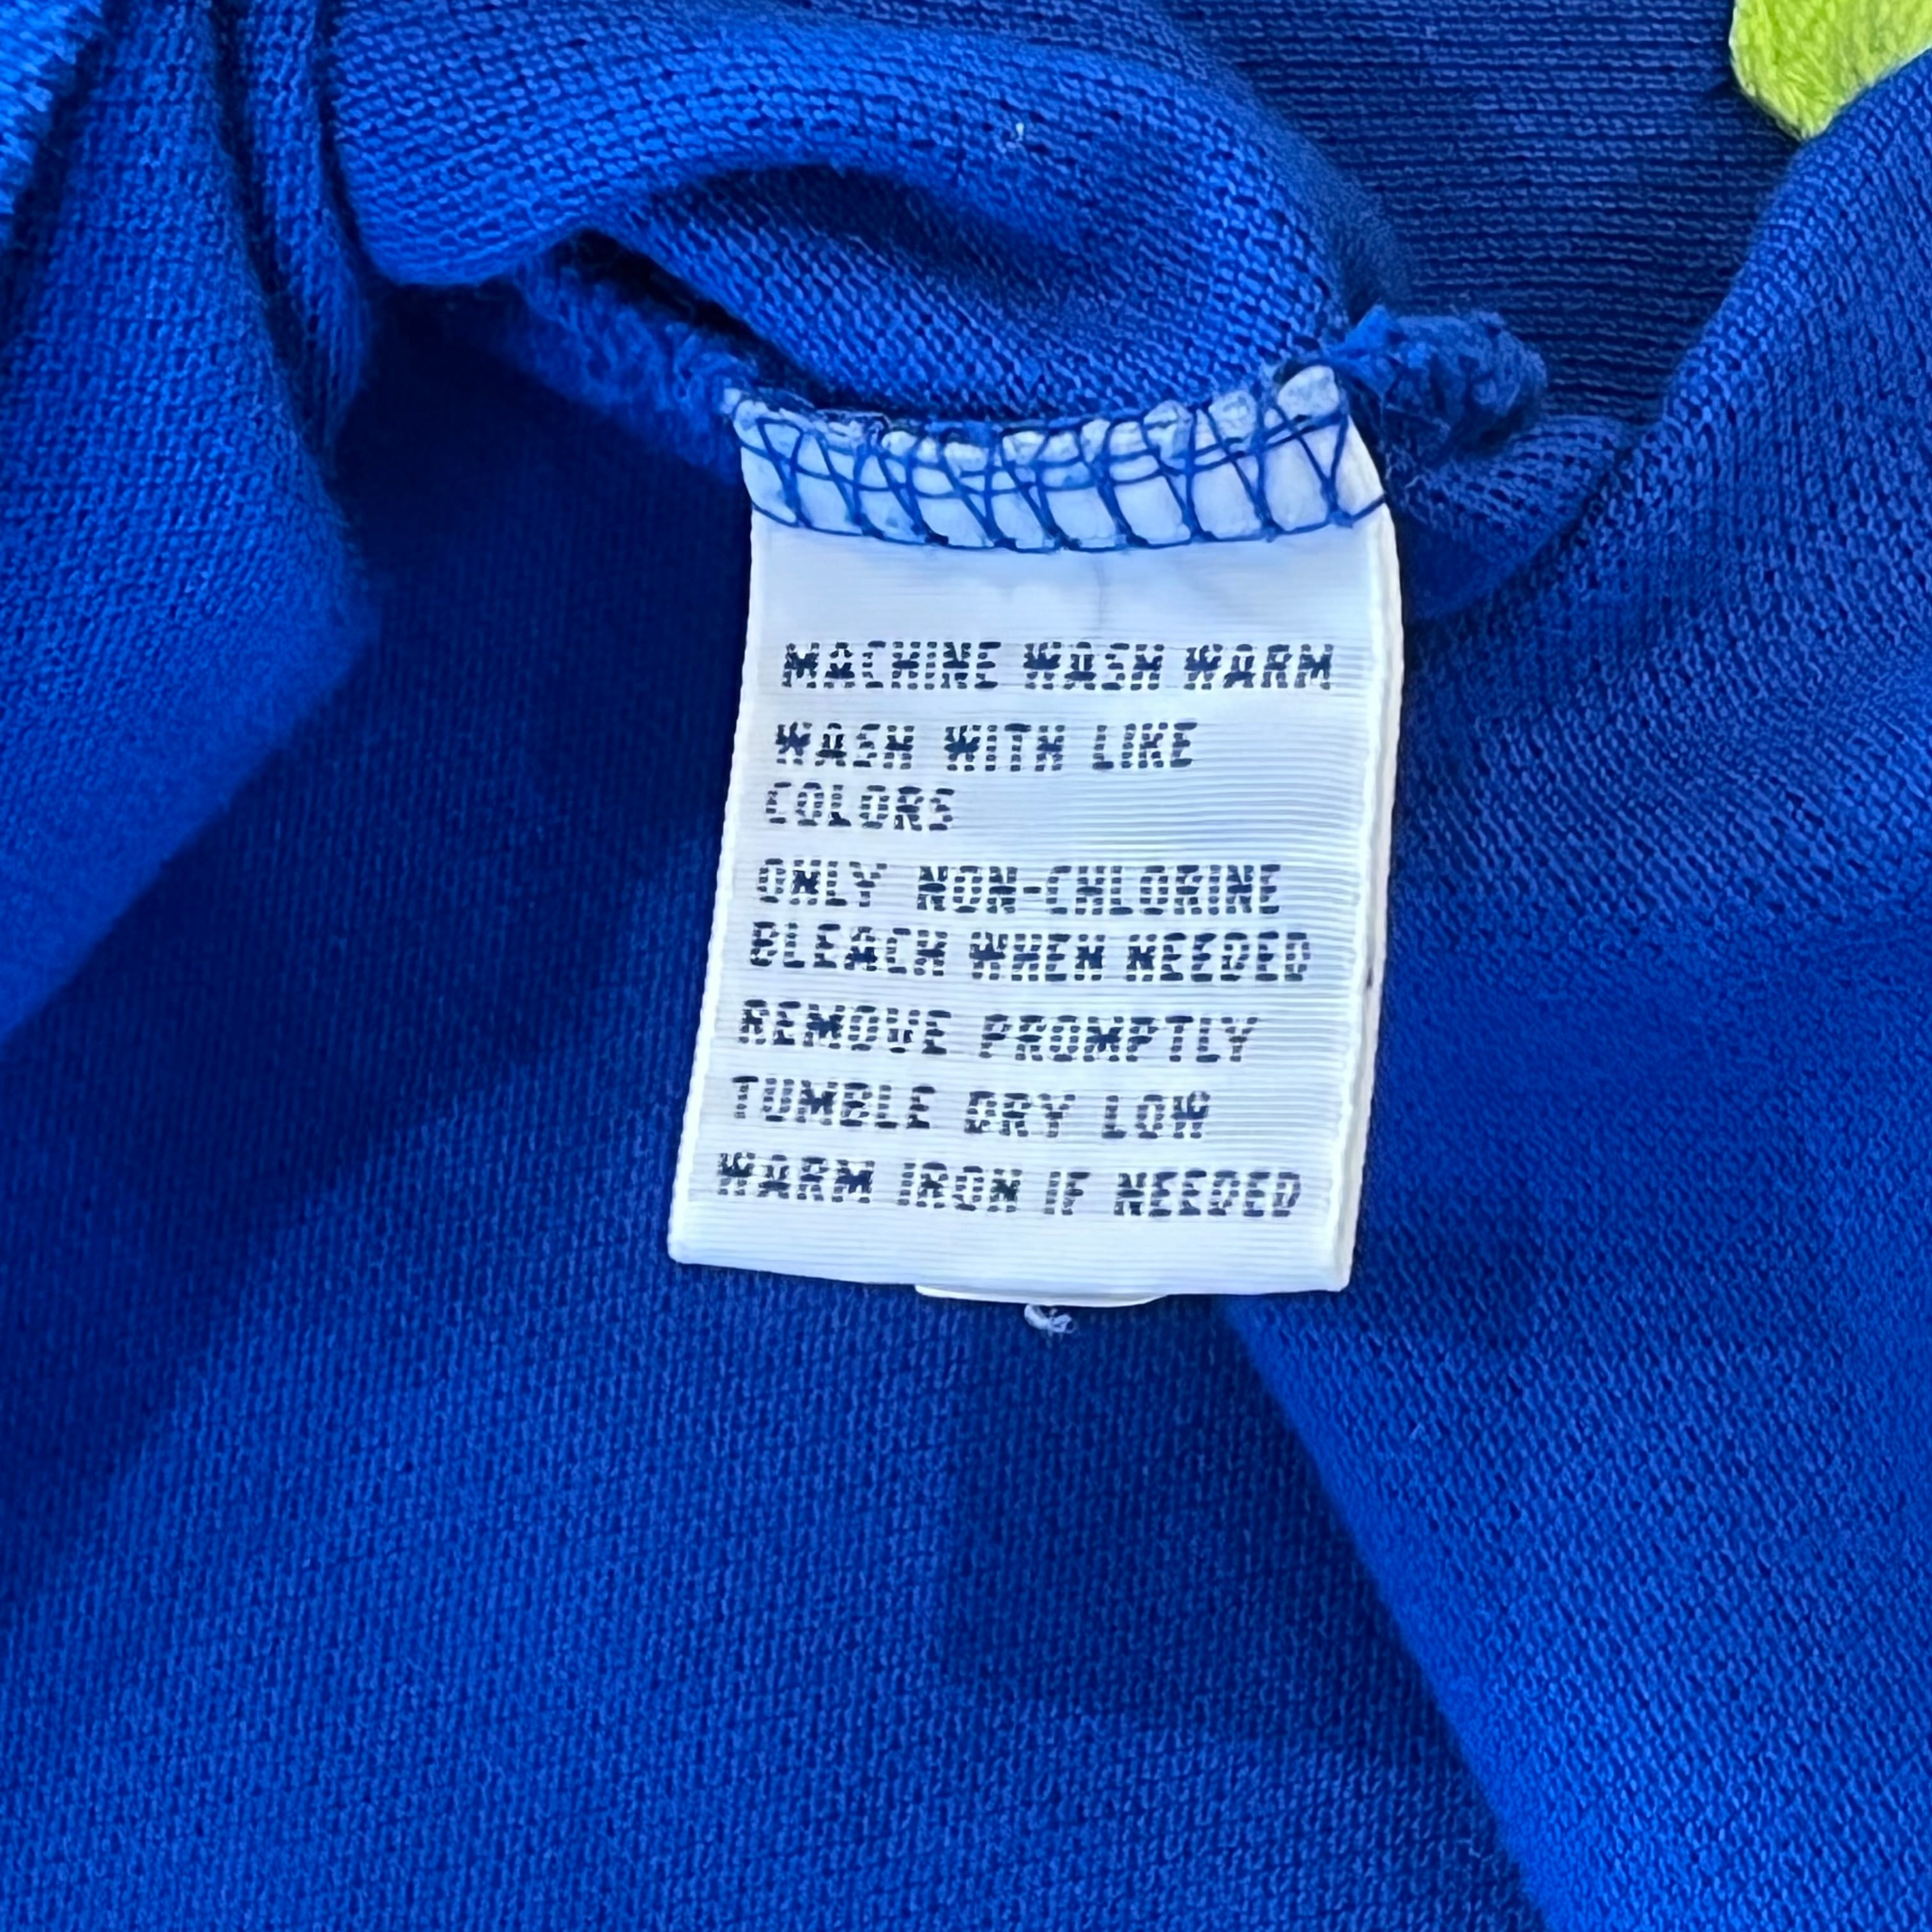 MACHINE WASH WARM
WASH WITH LIKE
COLORS
ONLY NON-CHLORINE
BLEACH WHEN NEEDED
REMOVE PROMPTLY
TUMBLE DRY LOW
WARM IRON IF NEEDED